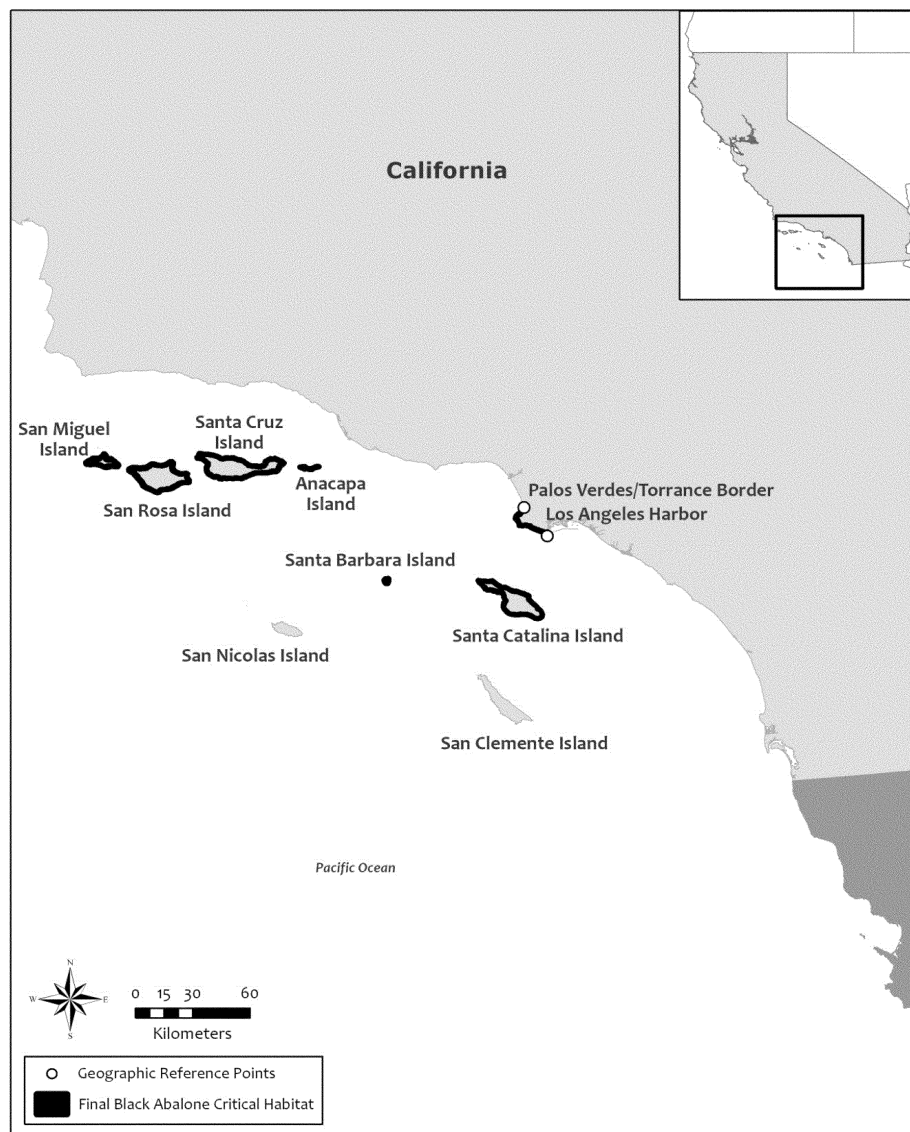 California
San Miguel
Island
Santa Cruz
Island
San Rosa Island
Anacapa
Island
Palos Verdes/Torrance Border
Los Angeles Harbor
Santa Barbara Island
Santa Catalina Island
San Nicolas Island
San Clemente Island
Pacific Ocean
N
W
E
S
0 15 30 60
Kilometers
Geographic Reference Points
Final Black Abalone Critical Habitat